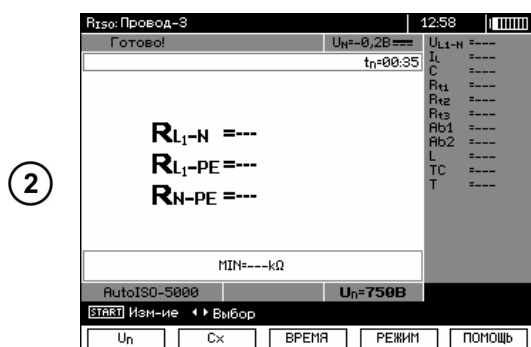 RISO: Провод-3 12:58
Готово! UN=-0,2В
tn=00:35
UL1-N =---
IL =---
C =---
Rt1 =---
Rt2 =---
Rt3 =---
Ab1 =---
Ab2 =---
L =---
TC =---
T =---
RL1-N =---
RL1-PE =---
RN-PE =---
2
MIN=---kΩ
AutoISO-5000 Un=750В
START Изм-ие Выбор
Un Cx ВРЕМЯ РЕЖИМ ПОМОЩЬ